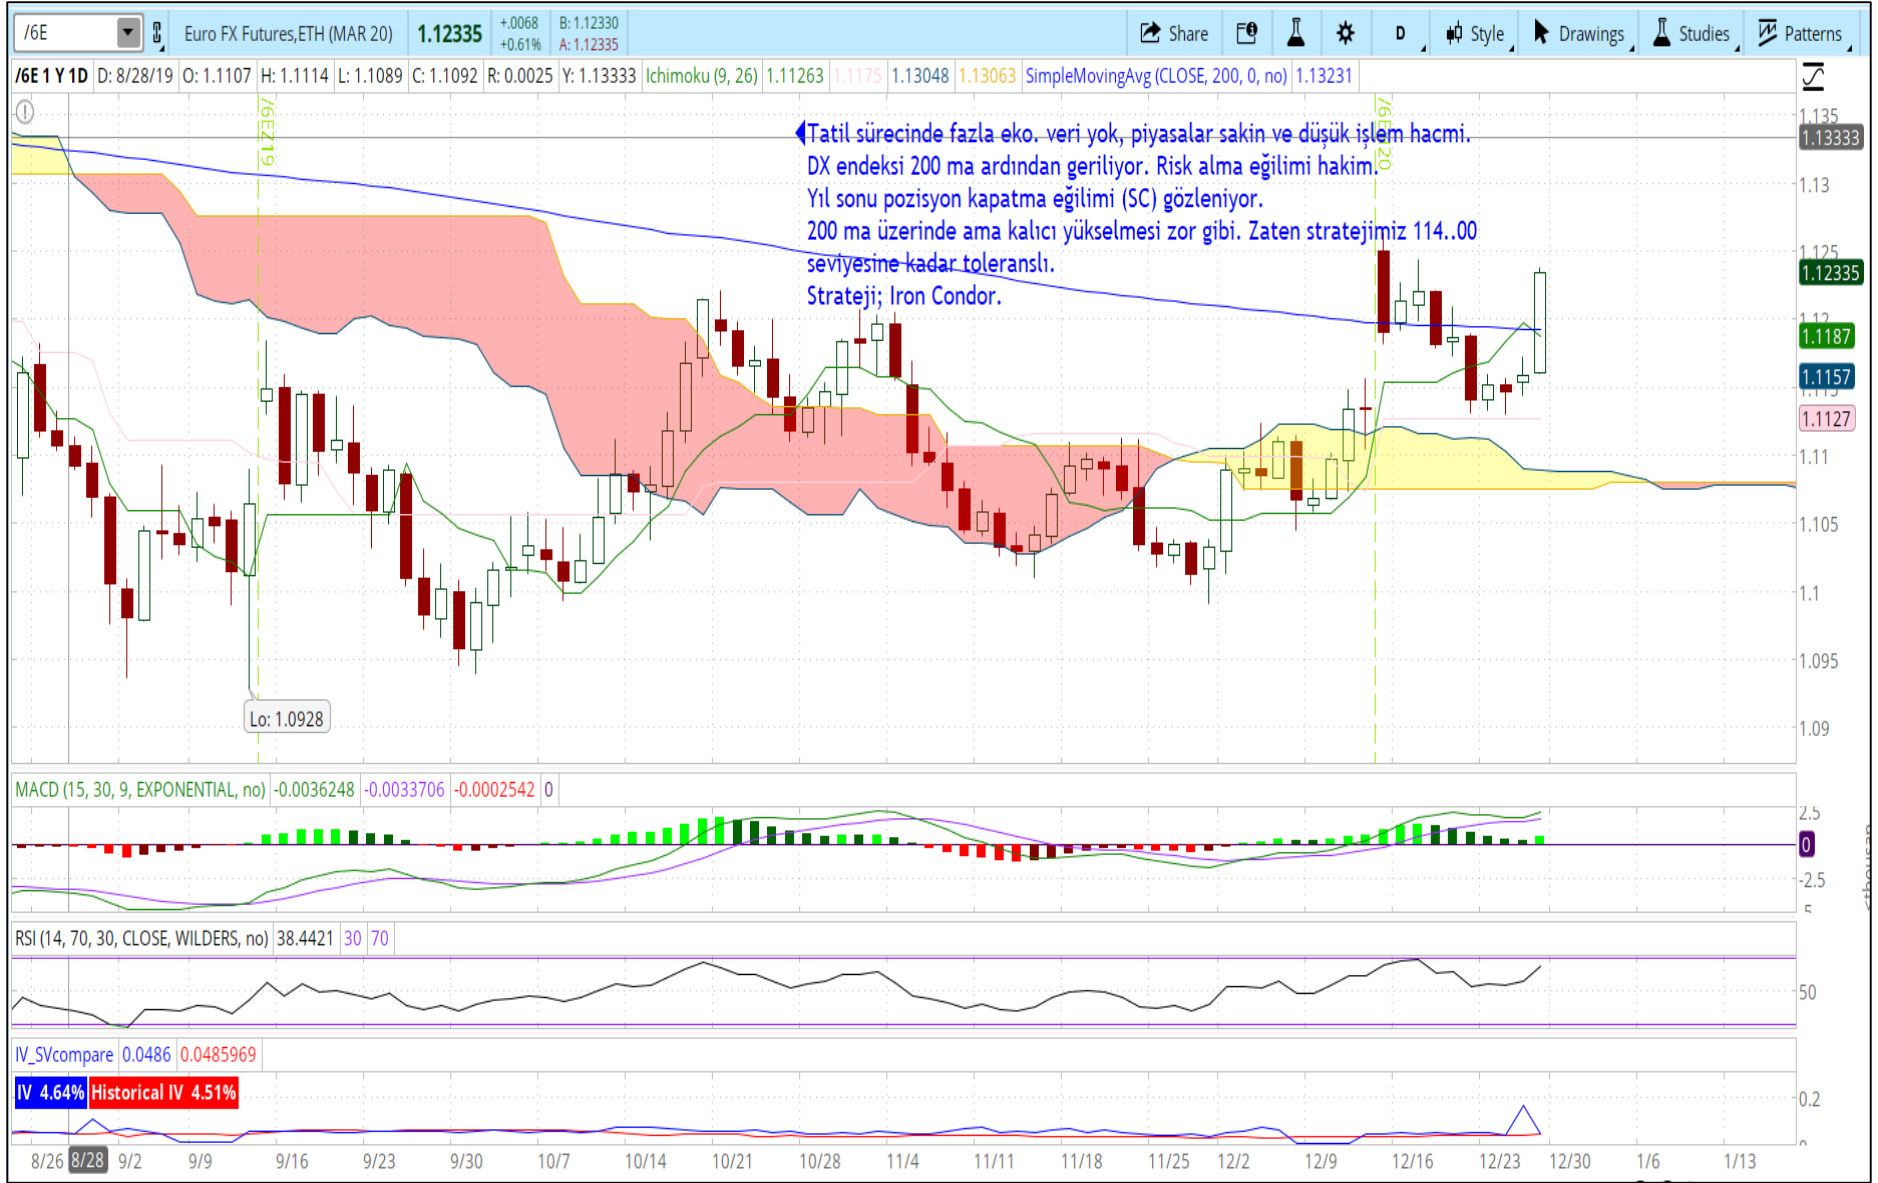 /6E Euro FX Futures,ETH (MAR 20) 1.12335 +.0068 +0.61% B: 1.12330 A: 1.12335 Share D Style Drawings Studies Patterns
/6E 1 Y 1D D: 8/28/19 O: 1.1107 H: 1.1114 L: 1.1089 C: 1.1092 R: 0.0025 Y: 1.13333 Ichimoku (9, 26) 1.11263 1.1175 1.13048 1.13063 SimpleMovingAvg (CLOSE, 200, 0, no) 1.13231
/6EZ19
Tatil sürecinde fazla eko. veri yok, piyasalar sakin ve düşük işlem hacmi.
DX endeksi 200 ma ardından geriliyor. Risk alma eğilimi hakim.
Yıl sonu pozisyon kapatma eğilimi (SC) gözleniyor.
200 ma üzerinde ama kalıcı yükselmesi zor gibi. Zaten stratejimiz 114..00
seviyesine kadar toleranslı.
Strateji; Iron Condor.
1.135
1.13333
1.13
1.125
1.12335
1.12
1.1187
1.1157
1.115
1.1127
1.11
1.105
1.1
1.095
1.09
Lo: 1.0928
MACD (15, 30, 9, EXPONENTIAL, no) -0.0036248 -0.0033706 -0.0002542 0
2.5
0
-2.5
RSI (14, 70, 30, CLOSE, WILDERS, no) 38.4421 30 70
50
IV_SVcompare 0.0486 0.0485969
IV 4.64% Historical IV 4.51%
0.2
0
8/26 8/28 9/2 9/9 9/16 9/23 9/30 10/7 10/14 10/21 10/28 11/4 11/11 11/18 11/25 12/2 12/9 12/16 12/23 12/30 1/6 1/13